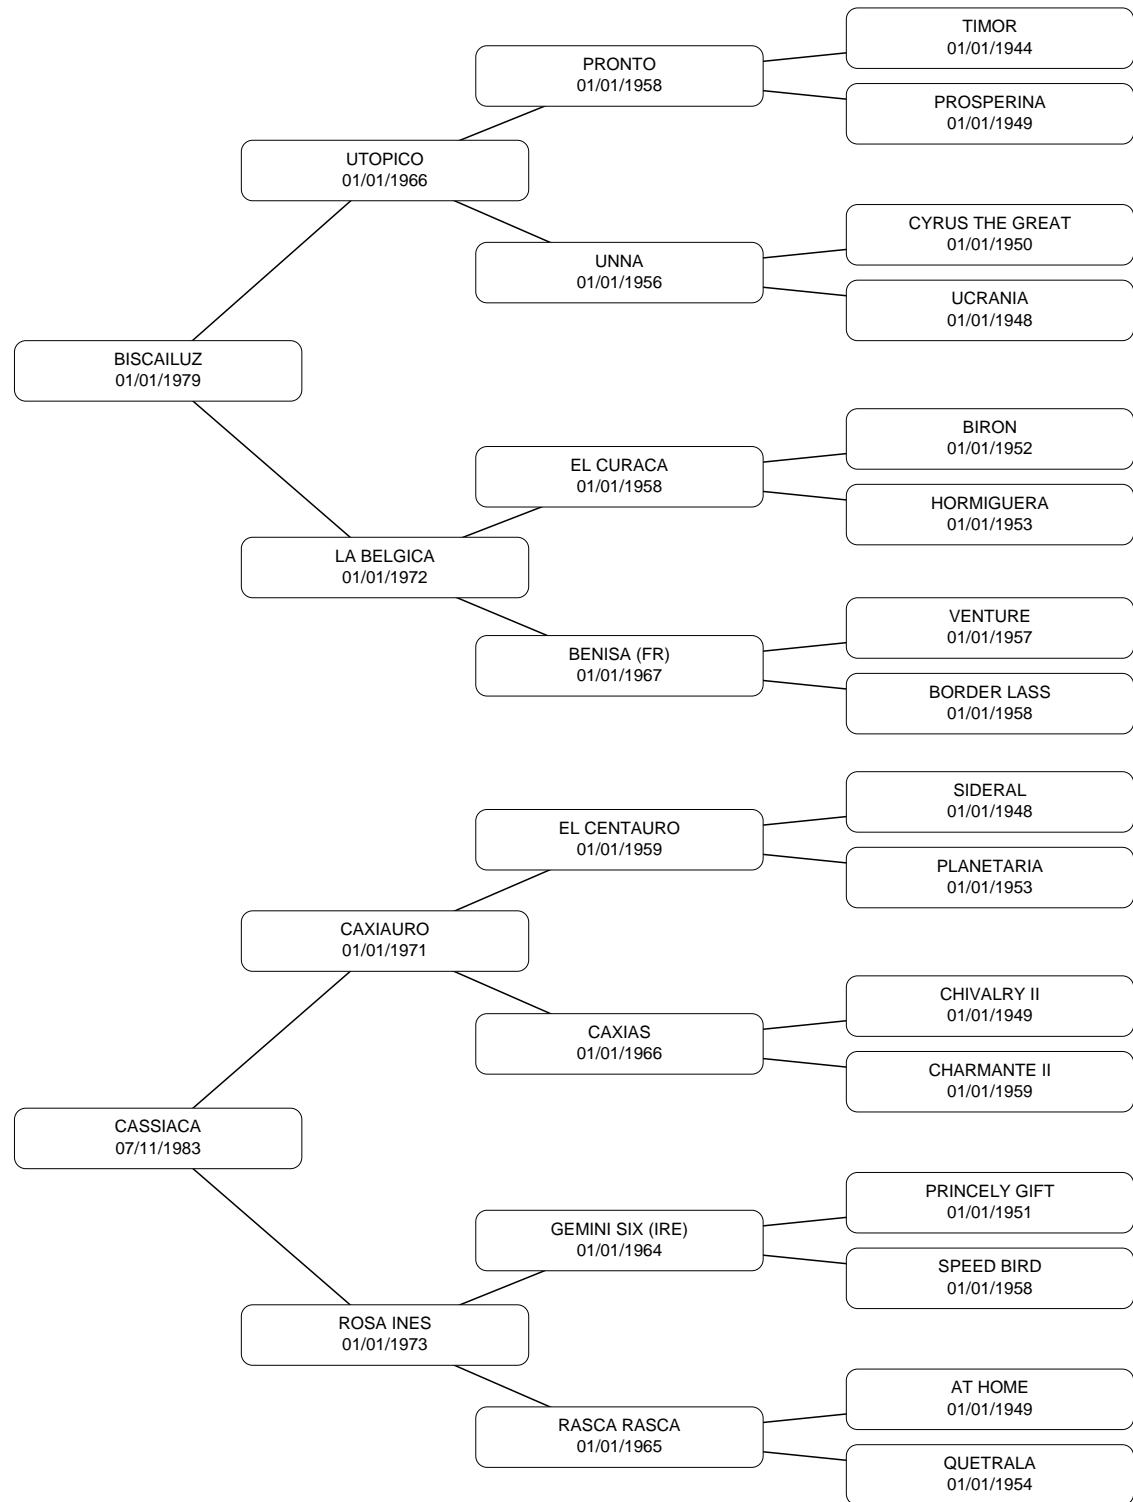 TIMOR
01/01/1944
PRONTO
01/01/1958
PROSPERINA
01/01/1949
UTOPICO
01/01/1966
CYRUS THE GREAT
01/01/1950
UNNA
01/01/1956
UCRANIA
01/01/1948
BISCAILUZ
01/01/1979
BIRON
01/01/1952
EL CURACA
01/01/1958
HORMIGUERA
01/01/1953
LA BELGICA
01/01/1972
VENTURE
01/01/1957
BENISA (FR)
01/01/1967
BORDER LASS
01/01/1958
SIDERAL
01/01/1948
EL CENTAURO
01/01/1959
PLANETARIA
01/01/1953
CAXIAURO
01/01/1971
CHIVALRY II
01/01/1949
CAXIAS
01/01/1966
CHARMANTE II
01/01/1959
CASSIACA
07/11/1983
PRINCELY GIFT
01/01/1951
GEMINI SIX (IRE)
01/01/1964
SPEED BIRD
01/01/1958
ROSA INES
01/01/1973
AT HOME
01/01/1949
RASCA RASCA
01/01/1965
QUETRALA
01/01/1954